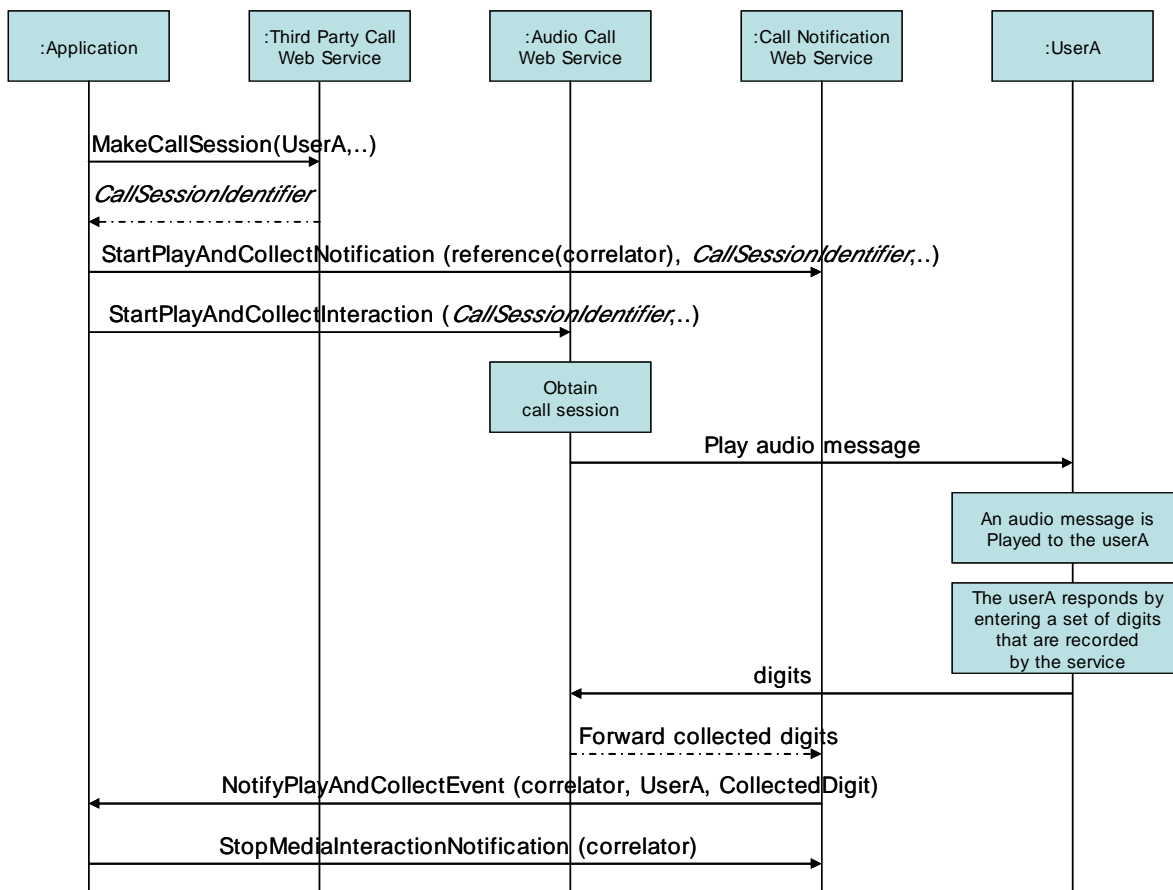 :Application
:Third Party Call
Web Service
:Audio Call
Web Service
:Call Notification
Web Service
:UserA
MakeCallSession(UserA,..)
CallSessionIdentifier
StartPlayAndCollectNotification (reference(correlator), CallSessionIdentifier,..)
StartPlayAndCollectInteraction (CallSessionIdentifier,..)
Obtain
call session
Play audio message
An audio message is
Played to the userA
The userA responds by
entering a set of digits
that are recorded
by the service
digits
Forward collected digits
NotifyPlayAndCollectEvent (correlator, UserA, CollectedDigit)
StopMediaInteractionNotification (correlator)